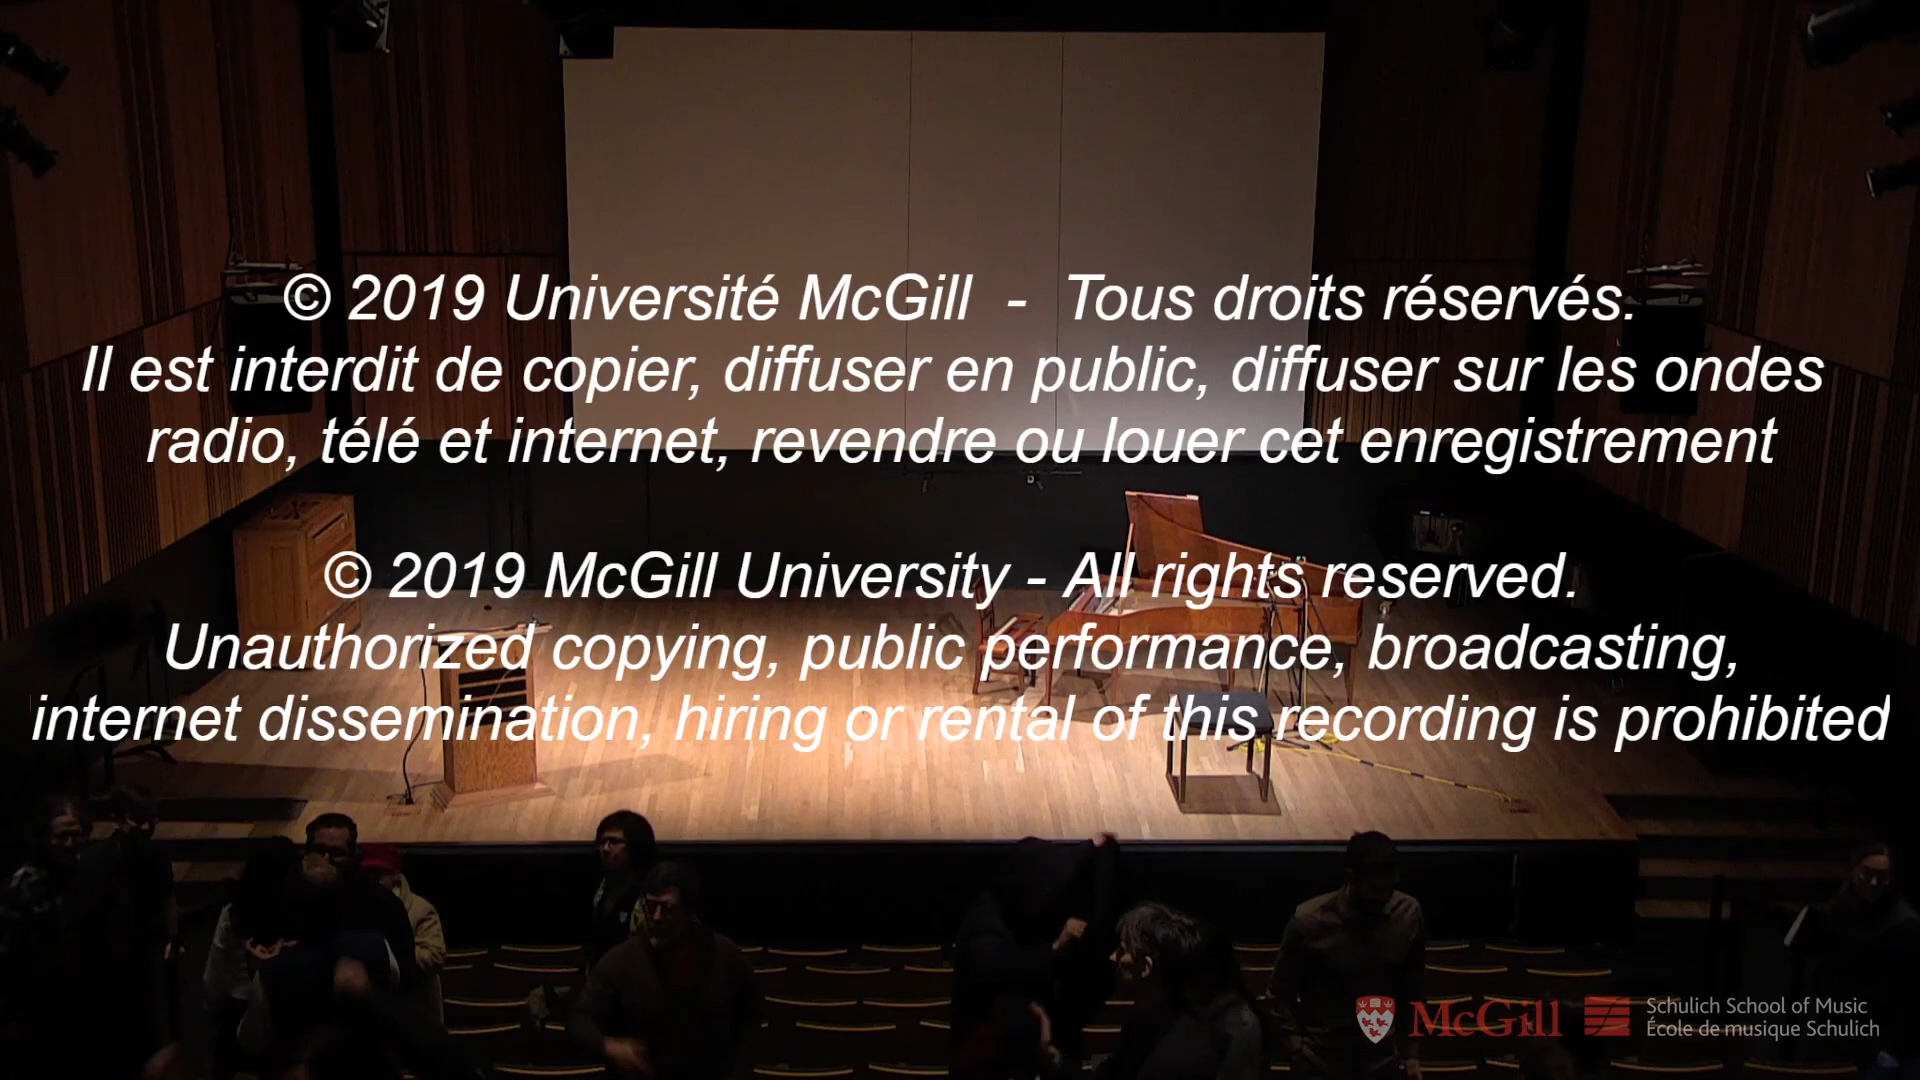 © 2019 Université McGill - Tous droits réservés.
Il est interdit de copier, diffuser en public, diffuser sur les ondes
radio, télé et internet, revendre ou louer cet enregistrement
© 2019 McGill University - All rights reserved.
Unauthorized copying, public performance, broadcasting,
internet dissemination, hiring or rental of this recording is prohibited
McGill
Schulich School of Music
École de musique Schulich